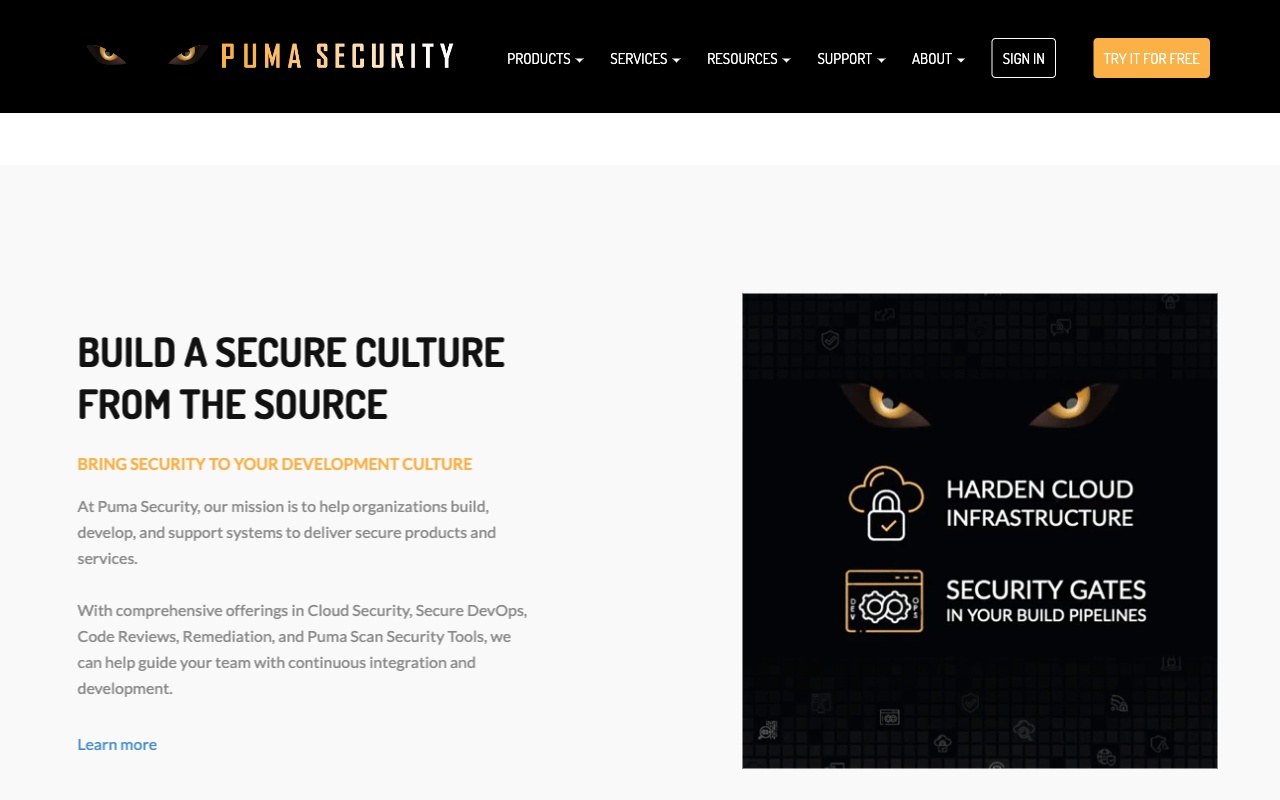 PUMA SECURITY
PRODUCTS
SERVICES
RESOURCES
SUPPORT
ABOUT
SIGN IN
TRY IT FOR FREE
BUILD A SECURE CULTURE
FROM THE SOURCE
BRING SECURITY TO YOUR DEVELOPMENT CULTURE
At Puma Security, our mission is to help organizations build,
develop, and support systems to deliver secure products and
services.
With comprehensive offerings in Cloud Security, Secure DevOps,
Code Reviews, Remediation, and Puma Scan Security Tools, we
can help guide your team with continuous integration and
development.
Learn more
HARDEN CLOUD
INFRASTRUCTURE
DEV
OPS
SECURITY GATES
IN YOUR BUILD PIPELINES